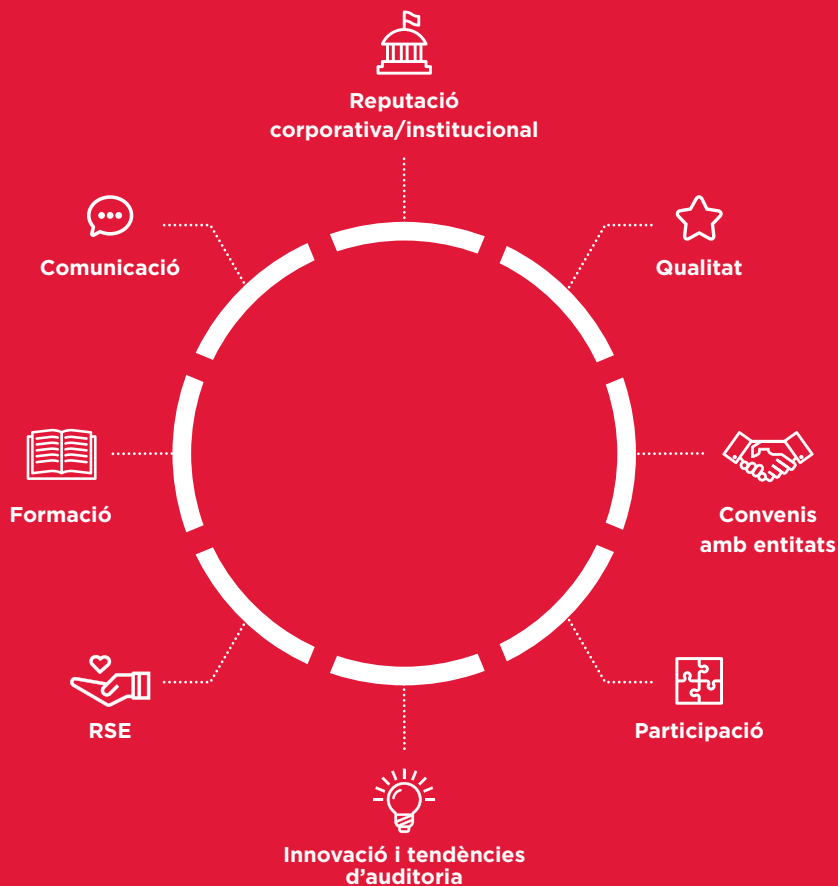 Reputació
corporativa/institucional
Comunicació
Qualitat
Formació
Convenis
amb entitats
RSE
Participació
Innovació i tendències
d'auditoria